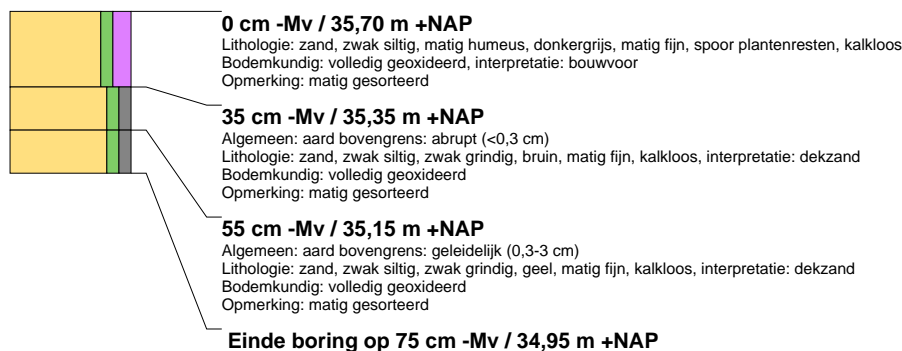 0 cm -Mv / 35,70 m +NAP
Lithologie: zand, zwak siltig, matig humeus, donkergrijs, matig fijn, spoor plantenresten, kalkloos
Bodemkundig: volledig geoxideerd, interpretatie: bouwvoor
Opmerking: matig gesorteerd
35 cm -Mv / 35,35 m +NAP
Algemeen: aard bovengrens: abrupt (<0,3 cm)
Lithologie: zand, zwak siltig, zwak grindig, bruin, matig fijn, kalkloos, interpretatie: dekzand
Bodemkundig: volledig geoxideerd
Opmerking: matig gesorteerd
55 cm -Mv / 35,15 m +NAP
Algemeen: aard bovengrens: geleidelijk (0,3-3 cm)
Lithologie: zand, zwak siltig, zwak grindig, geel, matig fijn, kalkloos, interpretatie: dekzand
Bodemkundig: volledig geoxideerd
Opmerking: matig gesorteerd
Einde boring op 75 cm -Mv / 34,95 m +NAP